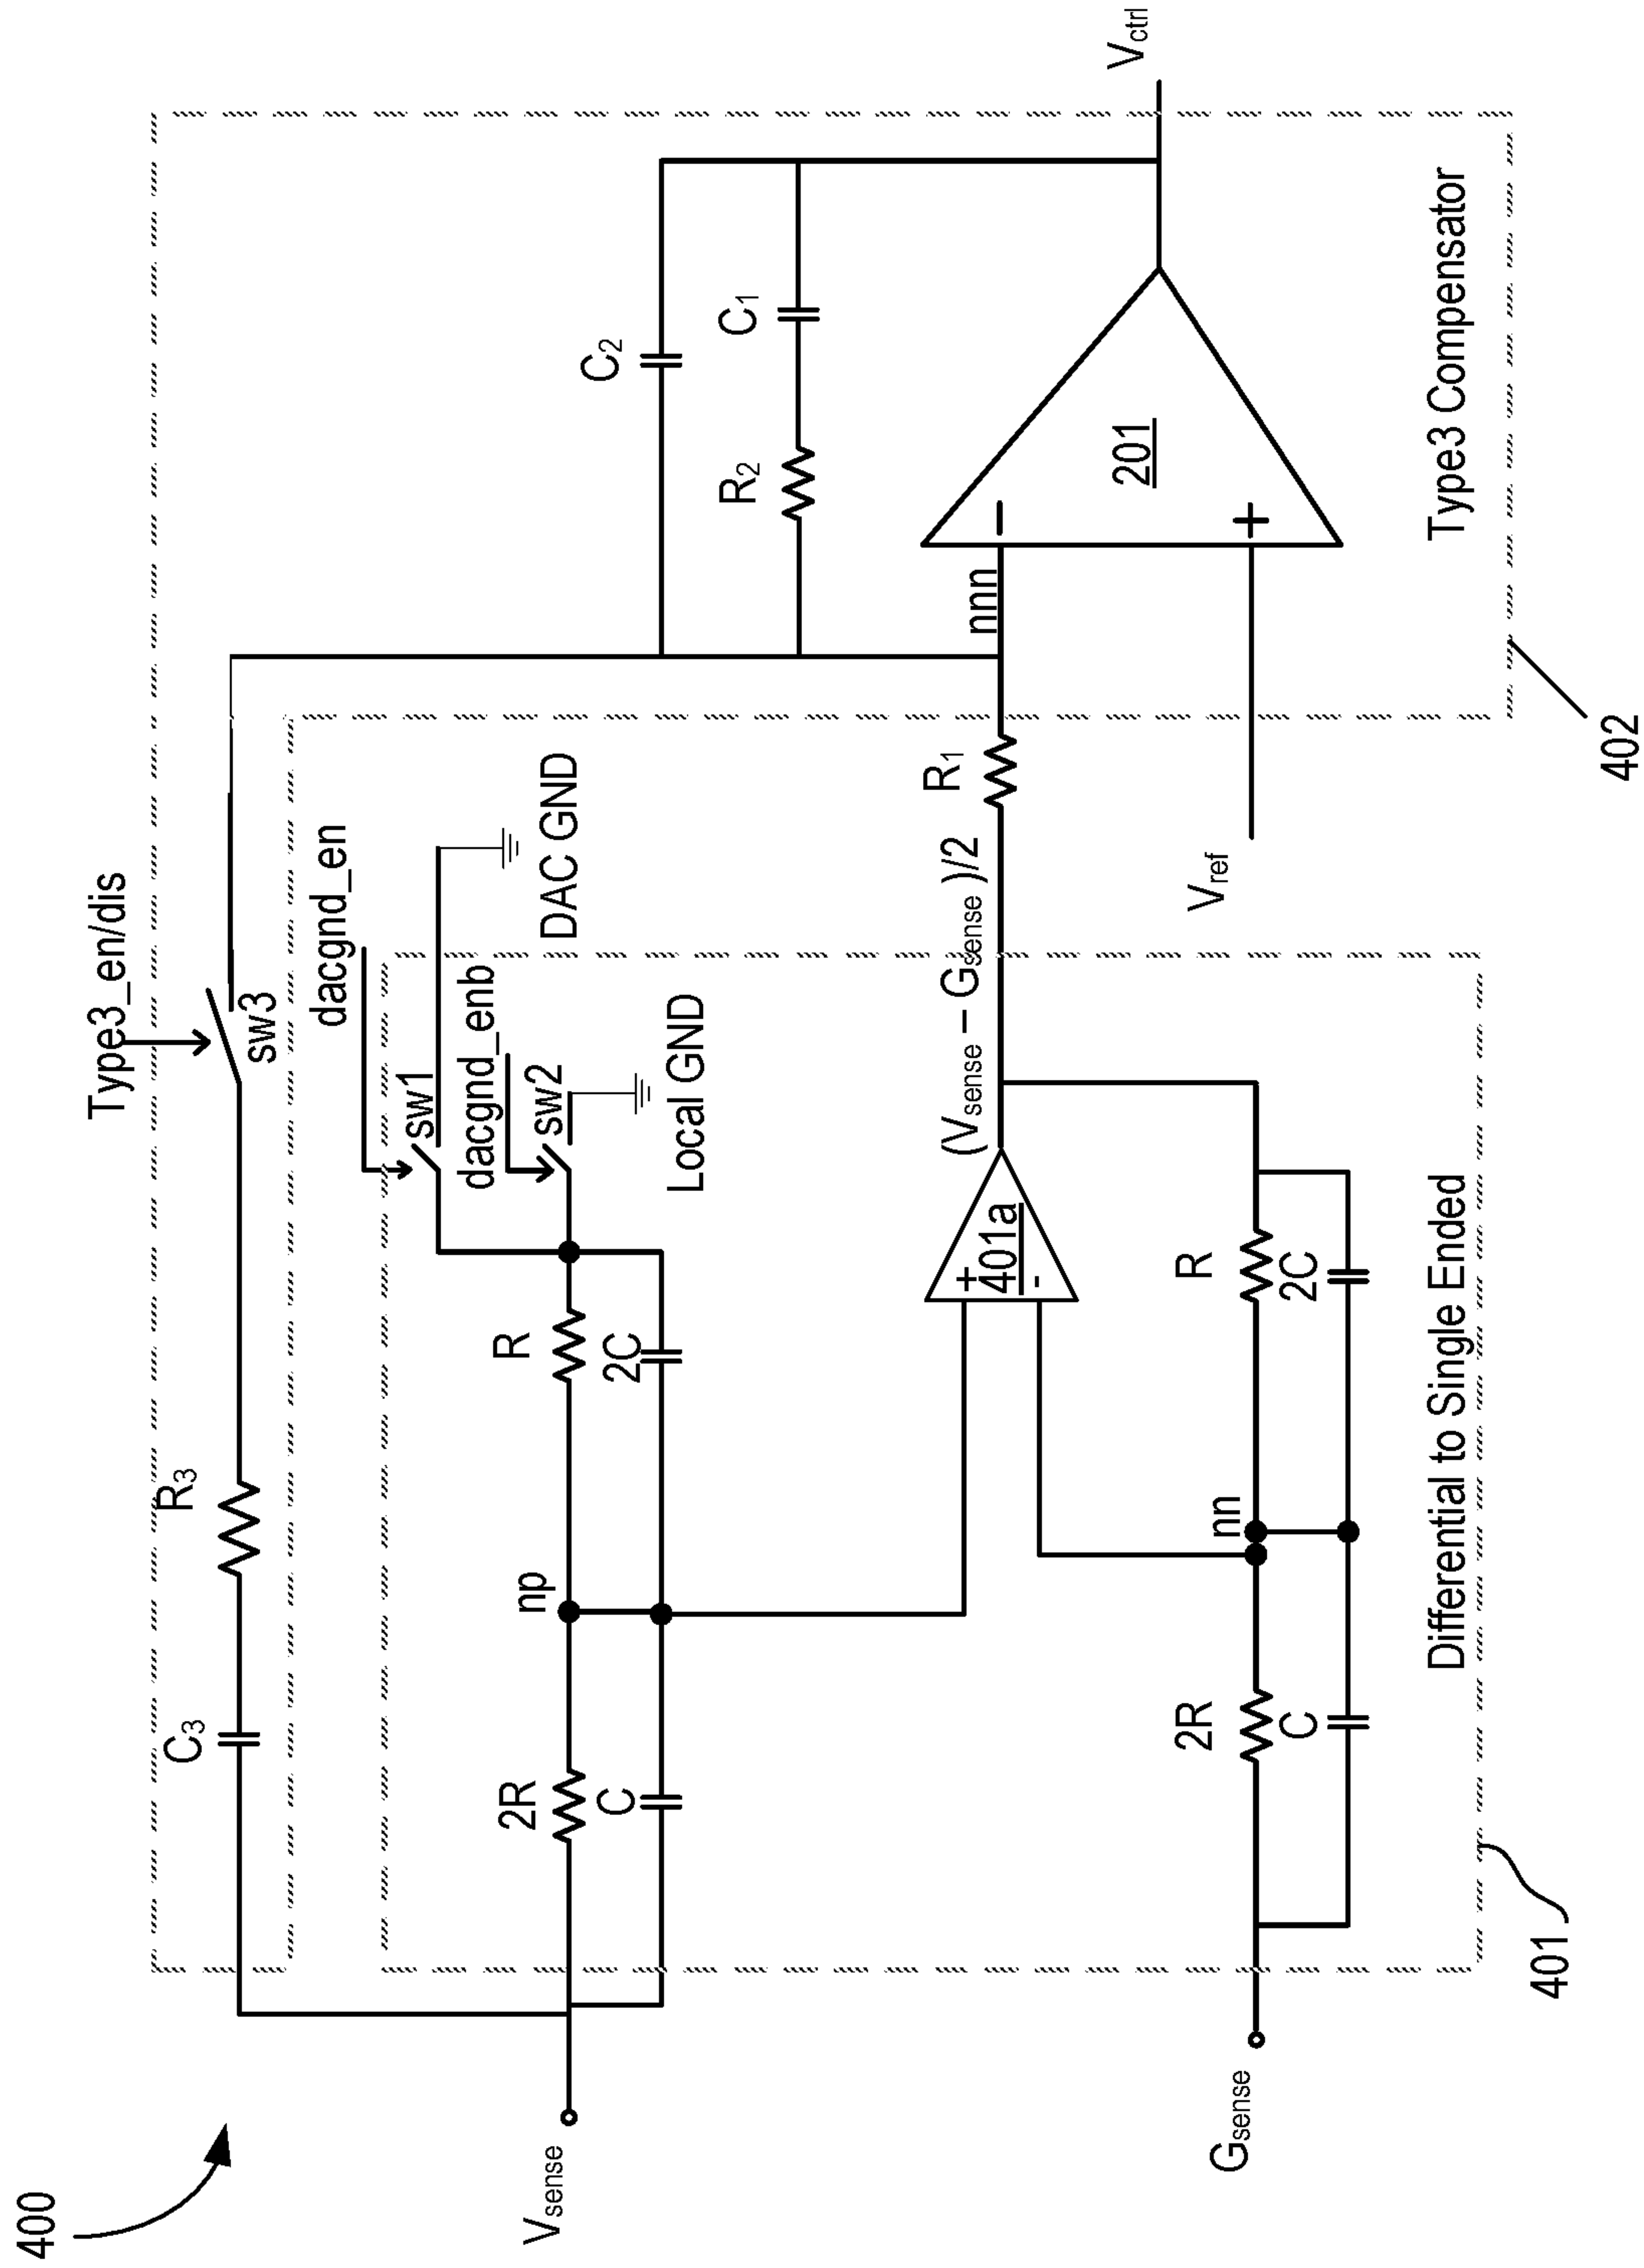 400
Type3_en/dis
C3
R3
sw3
dacgnd_en
sw1
DAC GND
dacgnd_enb
sw2
Local GND
C2
R2
C1
Vsense
2R
np
R
C
2C
+
401a
-
(Vsense – Gsense)/2
R1
nnn
–
201
+
Vctrl
Vref
Gsense
2R
nn
R
C
2C
Differential to Single Ended
Type3 Compensator
401
402